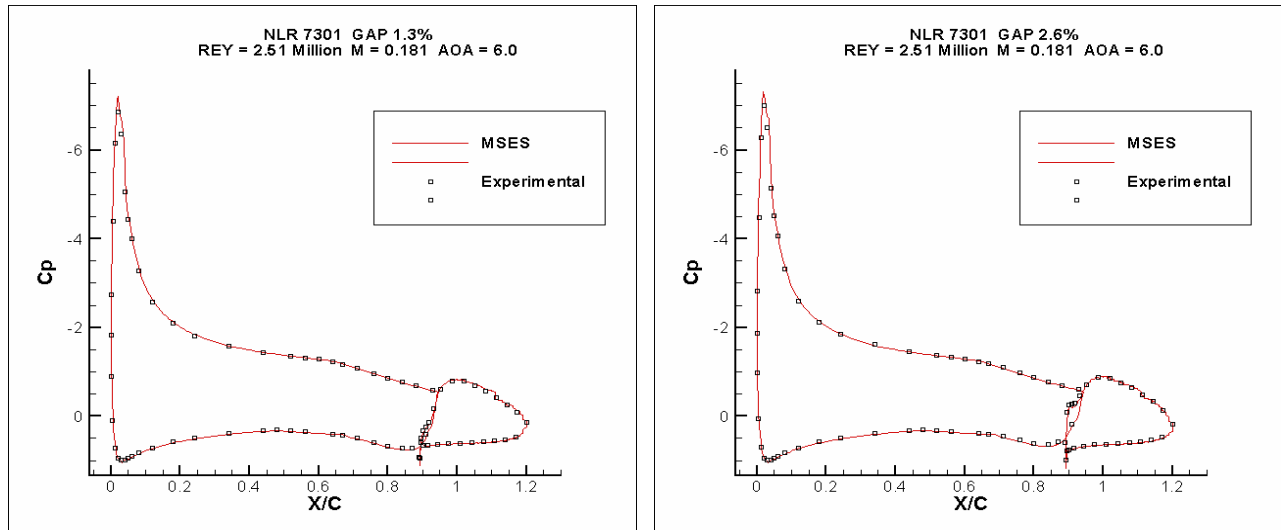 NLR 7301 GAP 1.3%
REY = 2.51 Million M = 0.181 AOA = 6.0
MSES
Experimental
Cp
-6
-4
-2
0
0 0.2 0.4 0.6 0.8 1 1.2
X/C
NLR 7301 GAP 2.6%
REY = 2.51 Million M = 0.181 AOA = 6.0
MSES
Experimental
Cp
-6
-4
-2
0
0 0.2 0.4 0.6 0.8 1 1.2
X/C